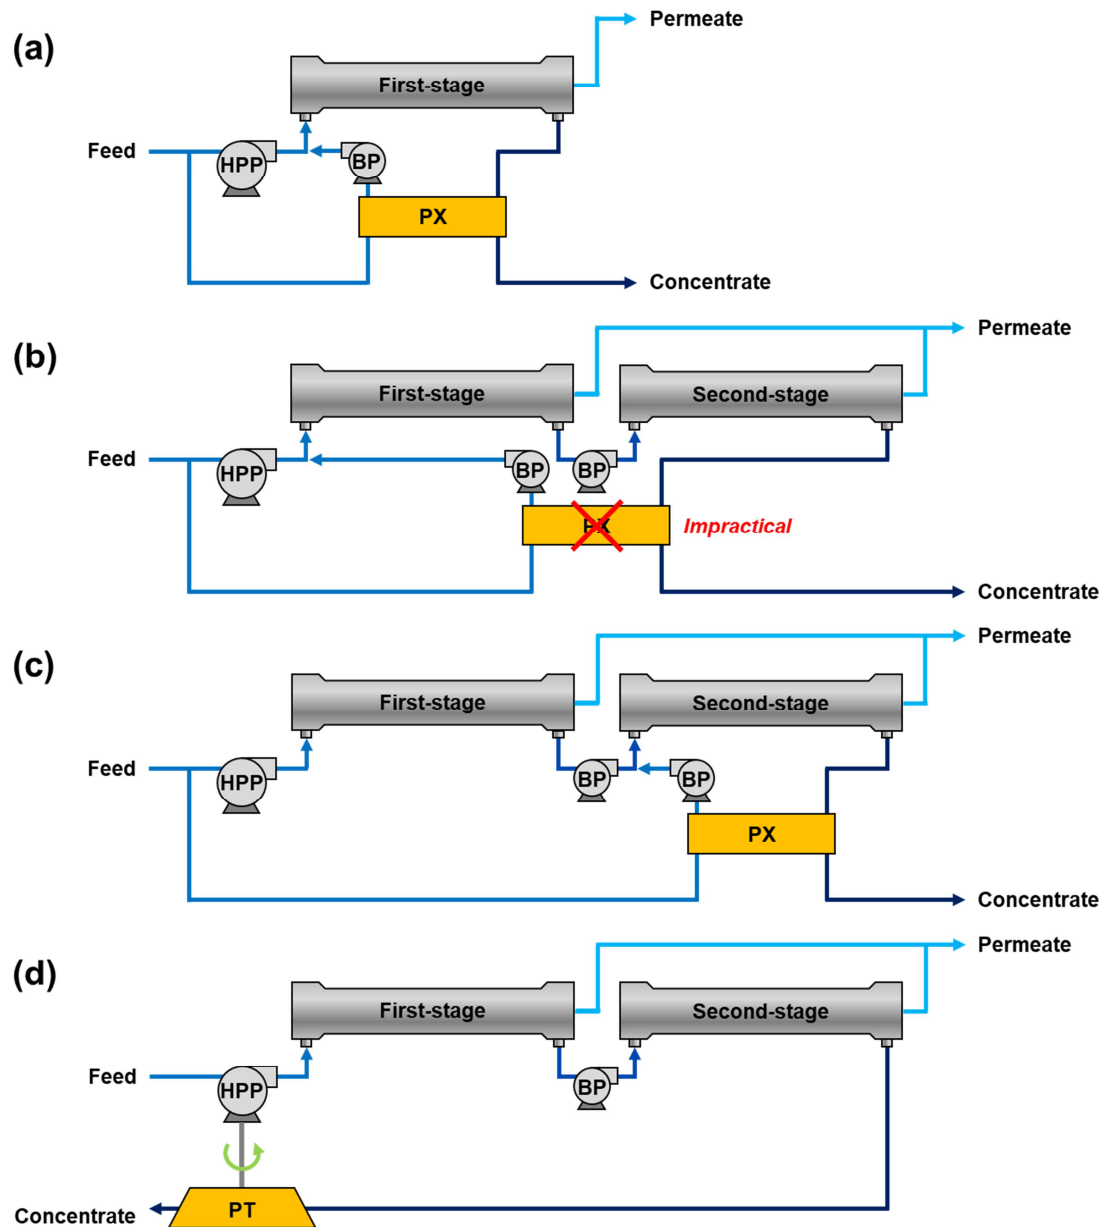 (a)
Permeate
First-stage
Feed
HPP
BP
PX
Concentrate
(b)
Permeate
First-stage
Second-stage
Feed
HPP
BP
BP
PX
Impractical
Concentrate
(c)
Permeate
First-stage
Second-stage
Feed
HPP
BP
BP
PX
Concentrate
(d)
Permeate
First-stage
Second-stage
Feed
HPP
BP
Concentrate
PT